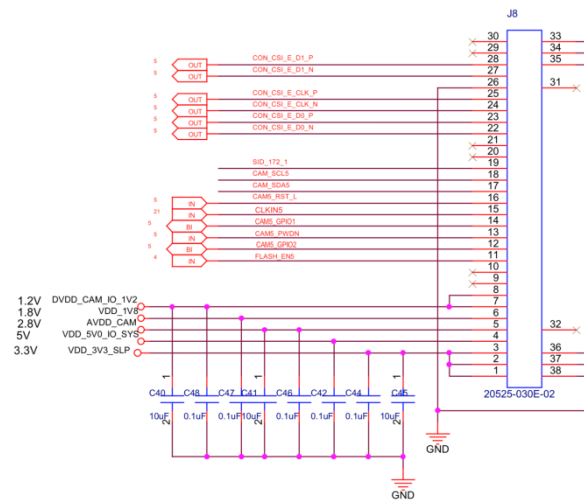 J8
30 33
29 34
5 OUT CON_CSI_E_D1_P 28 35
5 OUT CON_CSI_E_D1_N 27
26 31
5 OUT CON_CSI_E_CLK_P 25
5 OUT CON_CSI_E_CLK_N 24
5 OUT CON_CSI_E_D0_P 23
5 OUT CON_CSI_E_D0_N 22
21
20
SID_172_1 19
CAM_SCL5 18
CAM_SDA5 17
5 IN CAM5_RST_L 16
21 IN CLKIN5 15
5 BI CAM5_GPIO1 14
5 IN CAM5_PWDN 13
5 BI CAM5_GPIO2 12
4 IN FLASH_EN5 11
10
9
8
1.2V DVDD_CAM_IO_1V2 7
1.8V VDD_1V8 6
2.8V AVDD_CAM 5 32
5V VDD_5V0_IO_SYS 4
3.3V VDD_3V3_SLP 3 36
2 37
1 38
1 1 1
C40 C48 C47 C41 C46 C42 C44 C45 20525-030E-02
10uF 0.1uF 0.1uF 10uF 0.1uF 0.1uF 0.1uF 10uF
2 2 2
GND
GND